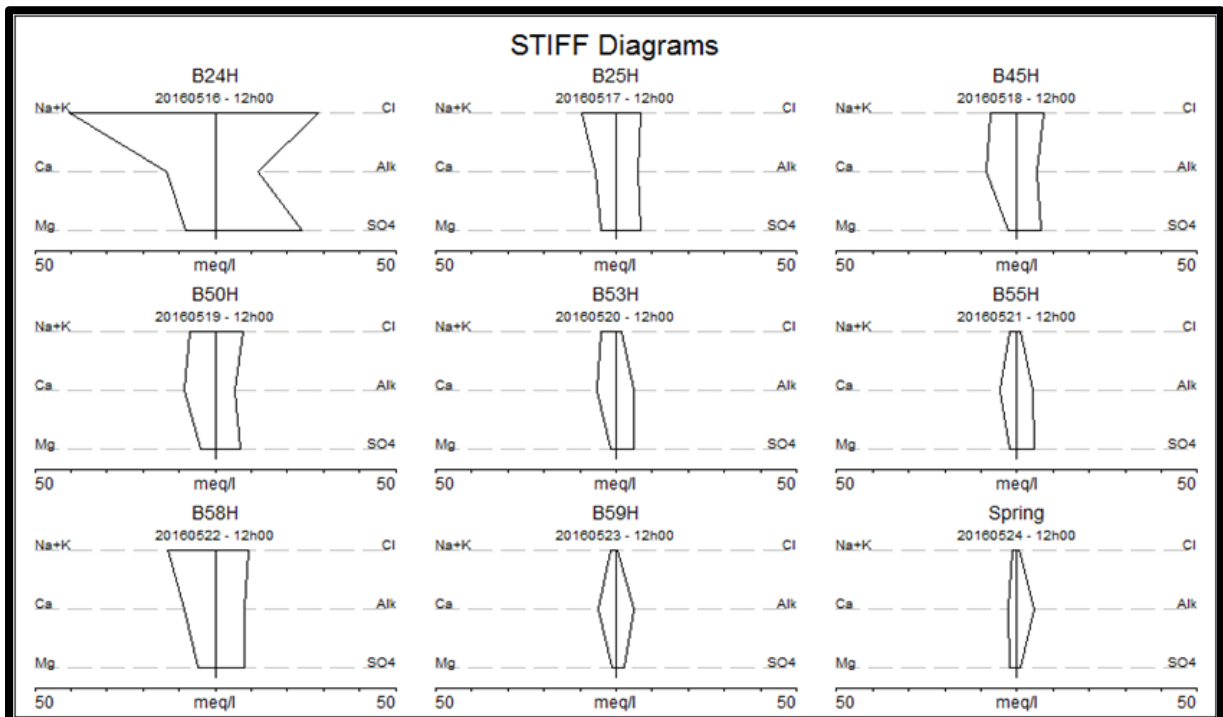 STIFF Diagrams
B24H B25H B45H
20160516 - 12h00 20160517 - 12h00 20160518 - 12h00
Na+K Cl Na+K Cl Na+K Cl
Ca Alk Ca Alk Ca Alk
Mg SO4 Mg SO4 Mg SO4
50 meq/l 50 50 meq/l 50 50 meq/l 50
B50H B53H B55H
20160519 - 12h00 20160520 - 12h00 20160521 - 12h00
Na+K Cl Na+K Cl Na+K Cl
Ca Alk Ca Alk Ca Alk
Mg SO4 Mg SO4 Mg SO4
50 meq/l 50 50 meq/l 50 50 meq/l 50
B58H B59H Spring
20160522 - 12h00 20160523 - 12h00 20160524 - 12h00
Na+K Cl Na+K Cl Na+K Cl
Ca Alk Ca Alk Ca Alk
Mg SO4 Mg SO4 Mg SO4
50 meq/l 50 50 meq/l 50 50 meq/l 50